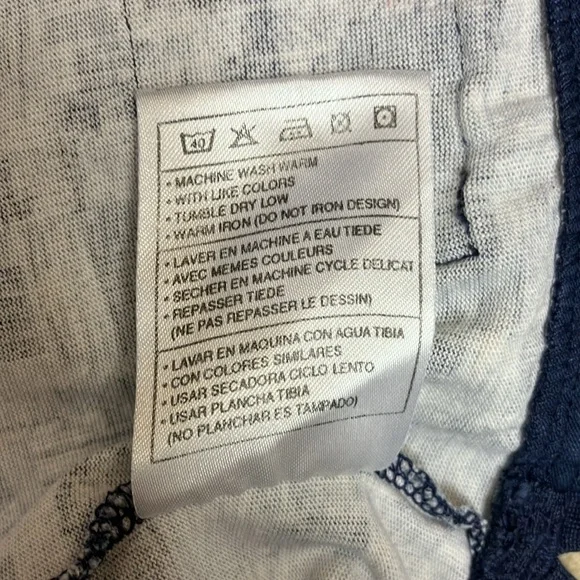 40
• MACHINE WASH WARM
• WITH LIKE COLORS
• TUMBLE DRY LOW
• WARM IRON (DO NOT IRON DESIGN)
• LAVER EN MACHINE A EAU TIEDE
• AVEC MEMES COULEURS
• SECHER EN MACHINE CYCLE DELICAT
• REPASSER TIEDE
(NE PAS REPASSER LE DESSIN)
• LAVAR EN MAQUINA CON AGUA TIBIA
• CON COLORES SIMILARES
• USAR SECADORA CICLO LENTO
• USAR PLANCHA TIBIA
(NO PLANCHAR ES TAMPADO)